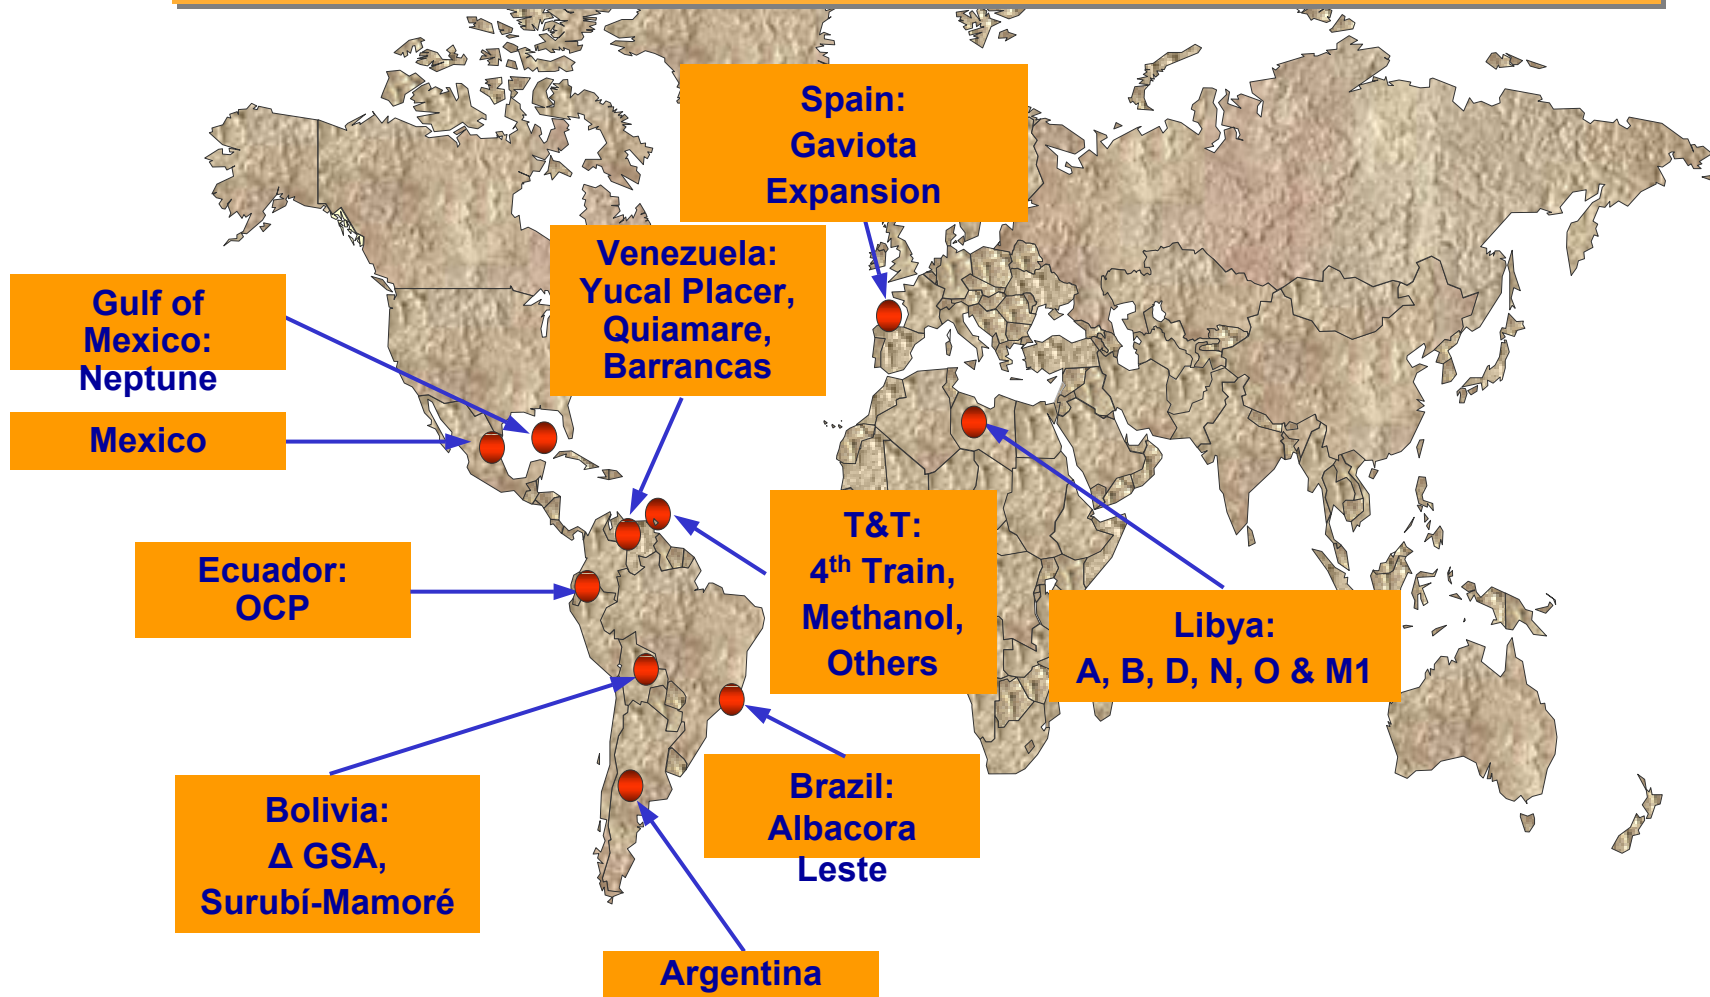 Spain:
Gaviota
Expansion
Venezuela:
Yucal Placer,
Quiamare,
Barrancas
Gulf of
Mexico:
Neptune
Mexico
T&T:
4th Train,
Methanol,
Others
Ecuador:
OCP
Libya:
A, B, D, N, O & M1
Bolivia:
Δ GSA,
Surubí-Mamoré
Brazil:
Albacora
Leste
Argentina